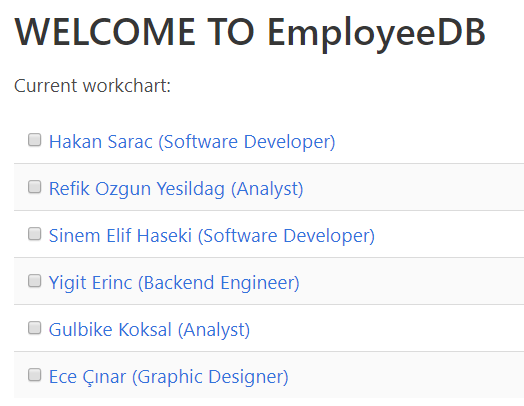 WELCOME TO EmployeeDB
Current workchart:
Hakan Sarac (Software Developer)
Refik Ozgun Yesildag (Analyst)
Sinem Elif Haseki (Software Developer)
Yigit Erinc (Backend Engineer)
Gulbike Koksal (Analyst)
Ece Çınar (Graphic Designer)